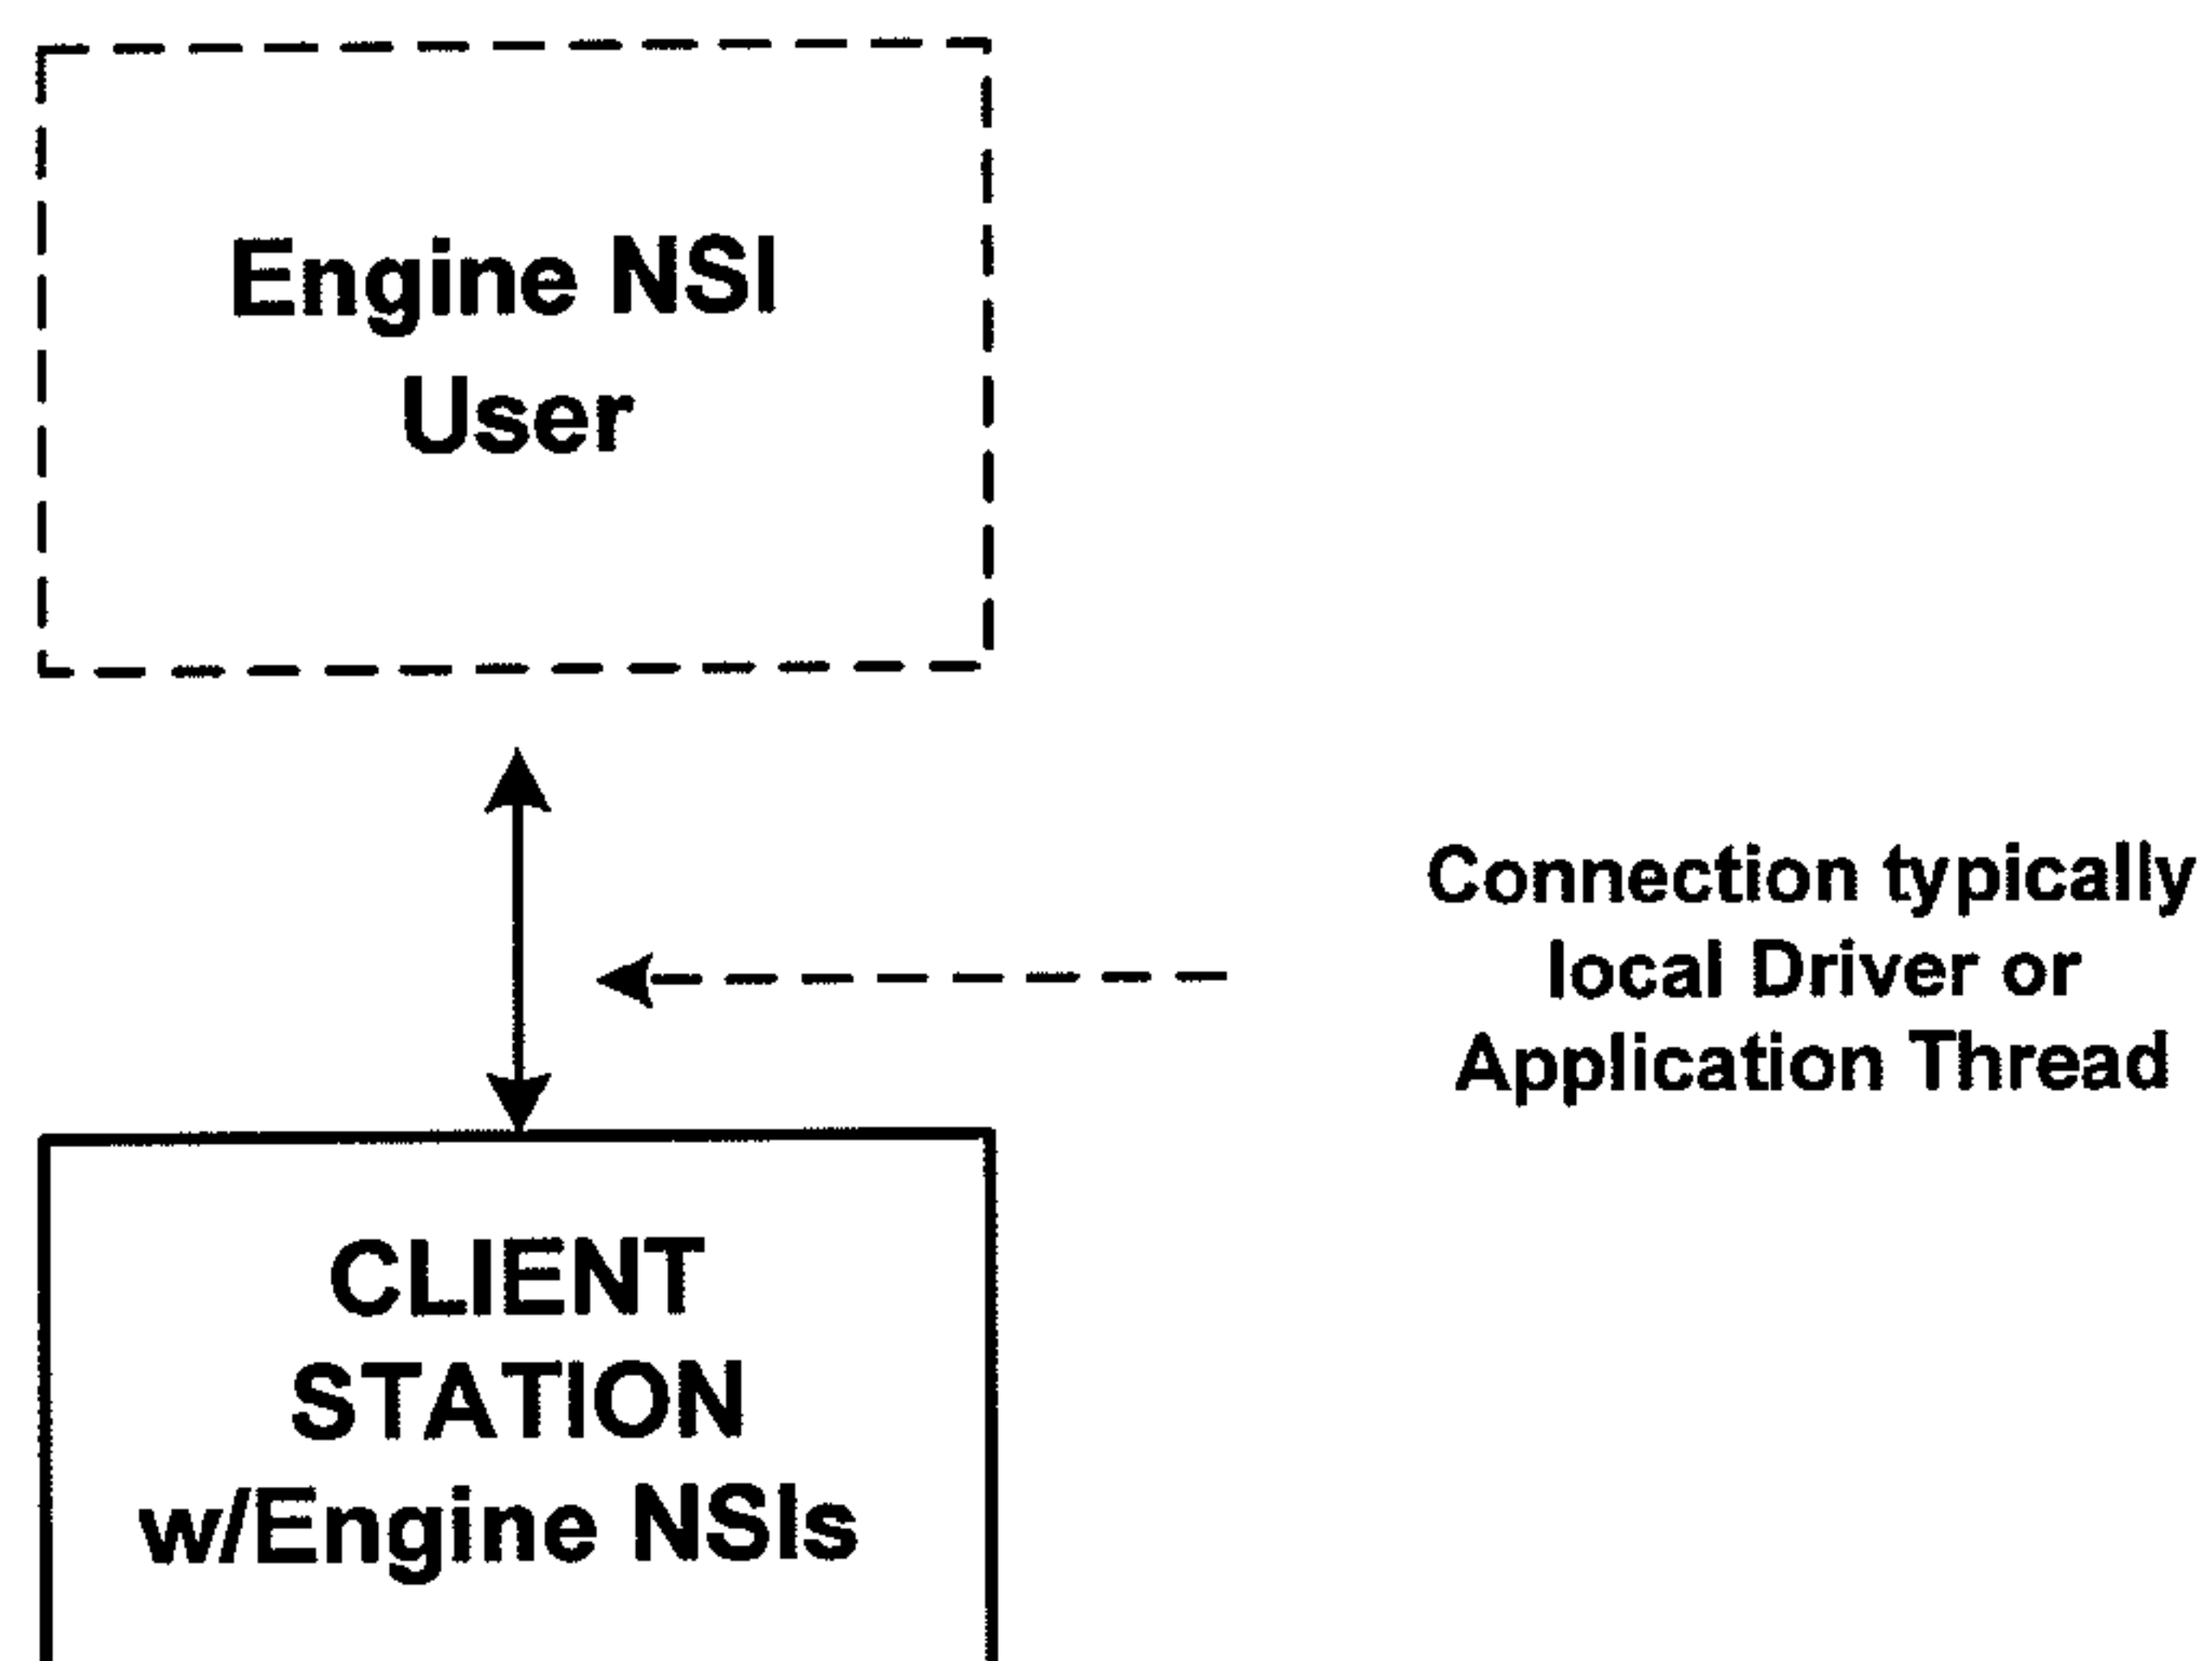 Engine NSI
User
Connection typically
local Driver or
Application Thread
CLIENT
STATION
w/Engine NSIs